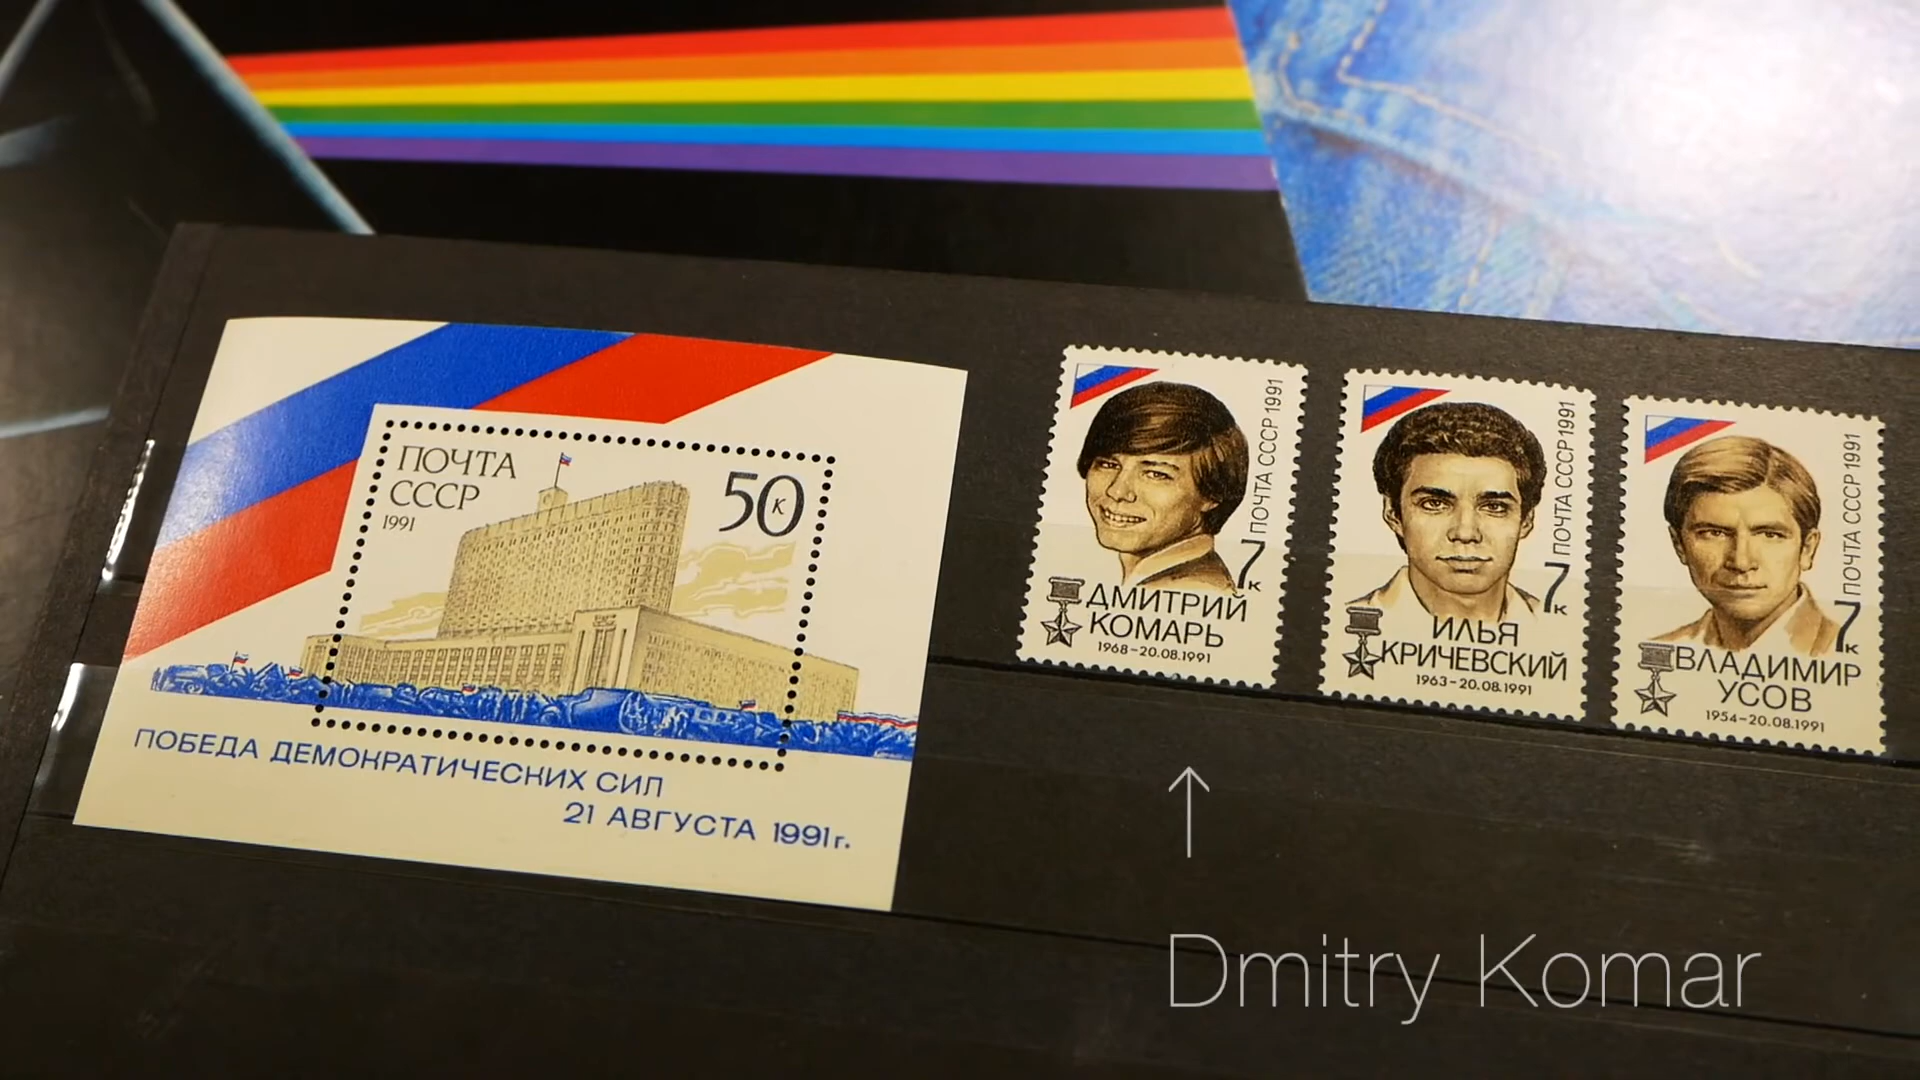 ПОЧТА
СССР
1991
50 к
ПОБЕДА ДЕМОКРАТИЧЕСКИХ СИЛ
21 АВГУСТА 1991г.
ПОЧТА СССР 1991
7к
ДМИТРИЙ
КОМАРЬ
1968-20.08.1991
ПОЧТА СССР 1991
7к
ИЛЬЯ
КРИЧЕВСКИЙ
1963-20.08.1991
ПОЧТА СССР 1991
7к
ВЛАДИМИР
УСОВ
1954-20.08.1991
Dmitry Komar